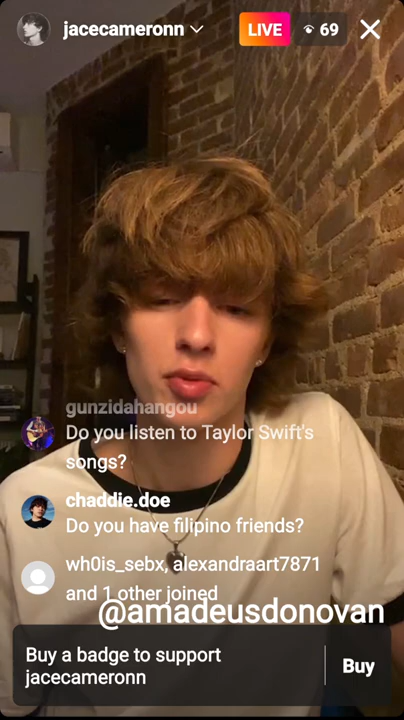 jacecameronn
LIVE
69
gunzidahangou
Do you listen to Taylor Swift's
songs?
chaddie.doe
Do you have filipino friends?
wh0is_sebx, alexandraart7871
and 1 other joined
@amadeusdonovan
Buy a badge to support
jacecameronn
Buy